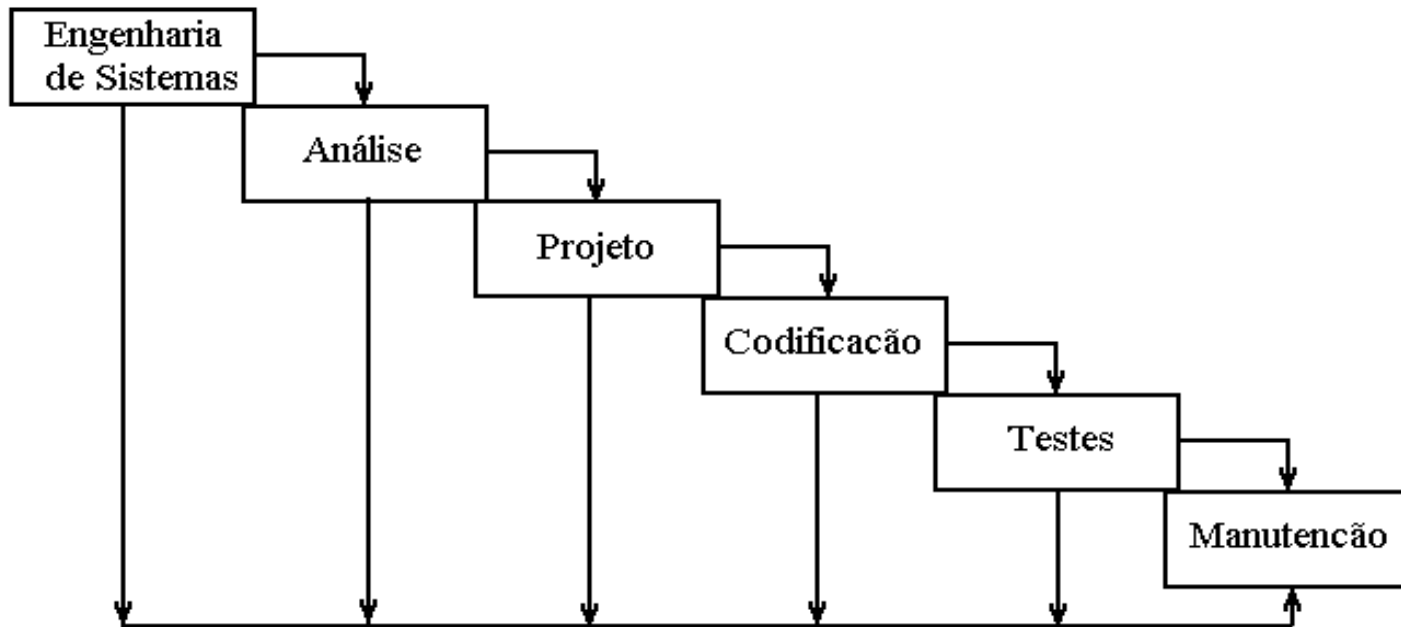 Engenharia
de Sistemas
Análise
Projeto
Codificacão
Testes
Manutencão